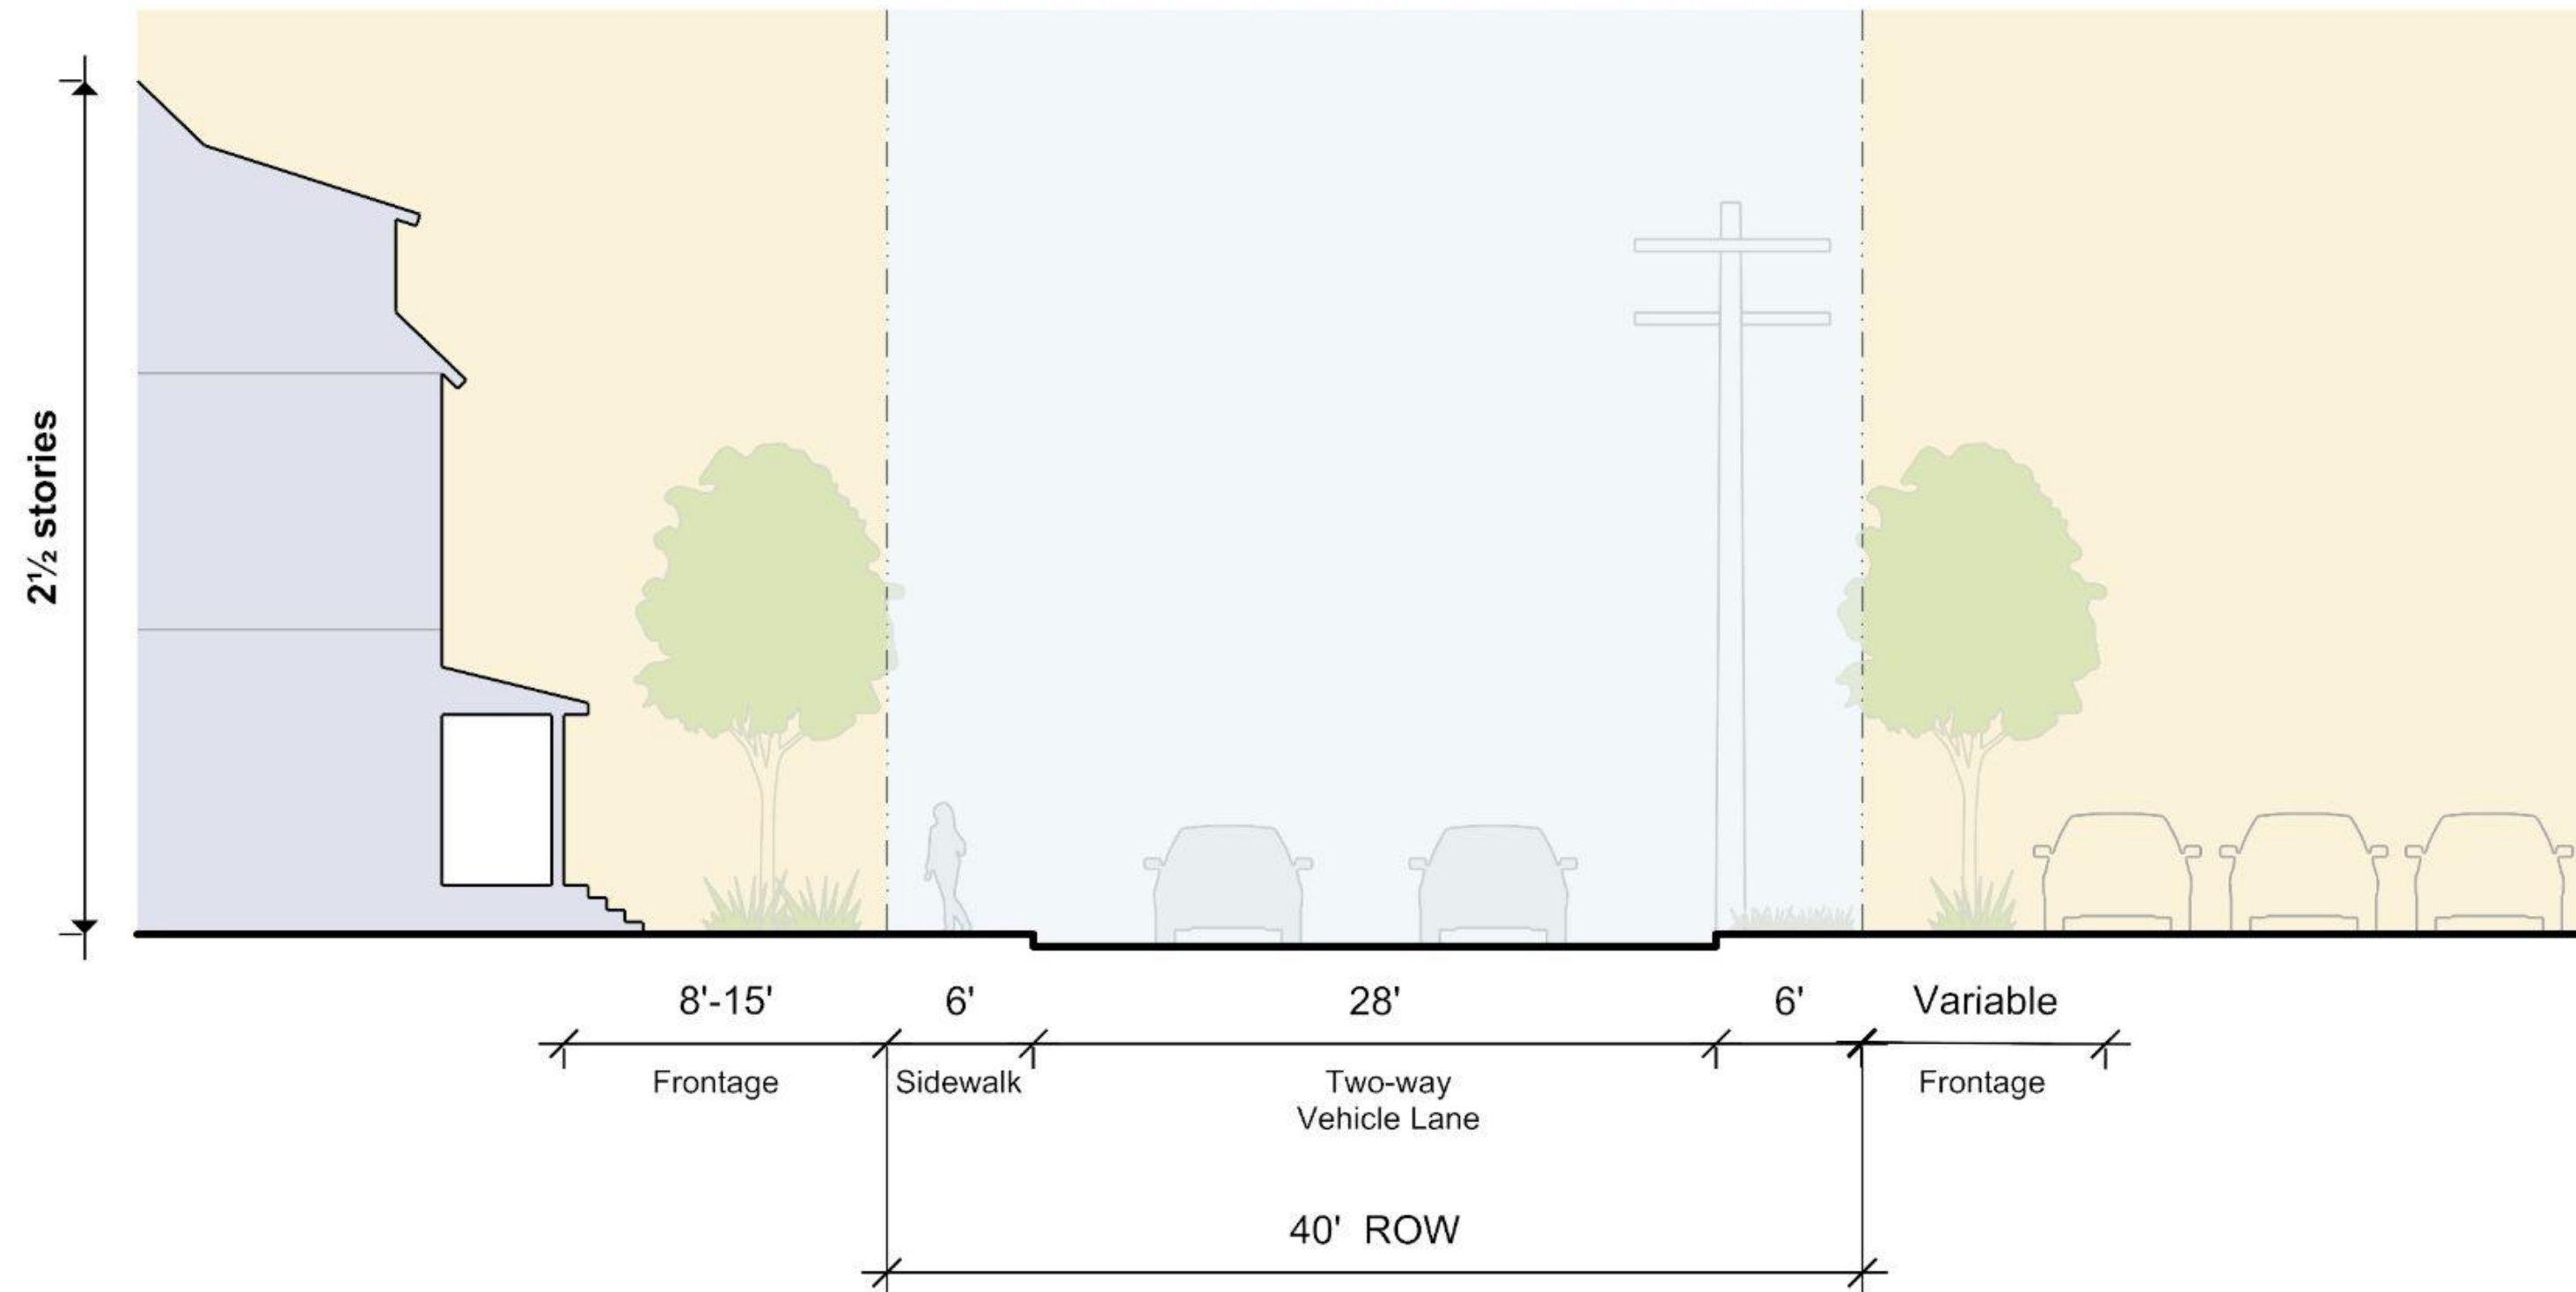 2½ stories
8'-15'
6'
28'
6'
Variable
Frontage
Sidewalk
Two-way
Vehicle Lane
Frontage
40' ROW